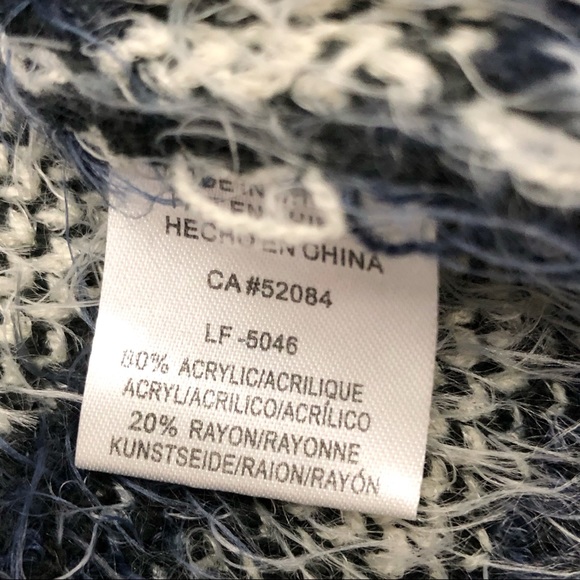 HECHO EN CHINA
CA #52084
LF-5046
80% ACRYLIC/ACRILIQUE
ACRYL/ACRILICO/ACRÍLICO
20% RAYON/RAYONNE
KUNSTSEIDE/RAION/RAYÓN